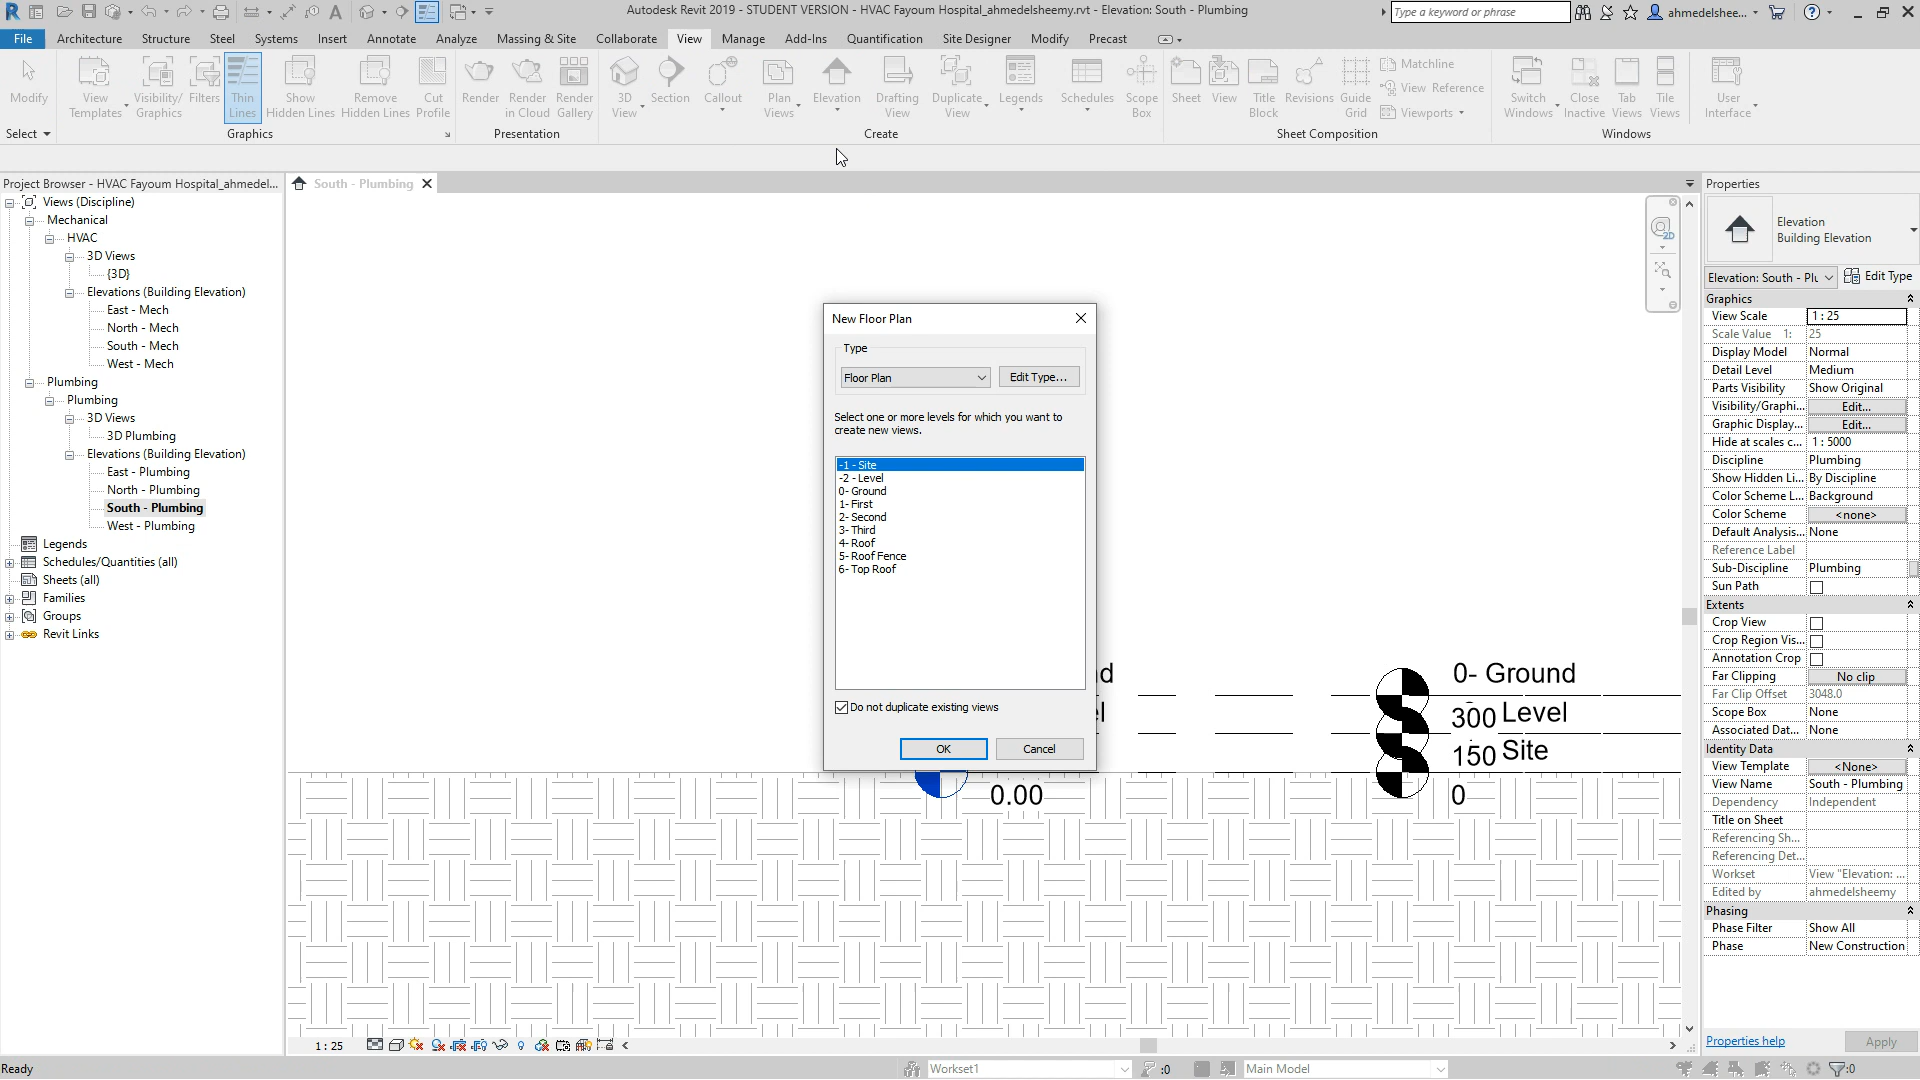 Autodesk Revit 2019 - STUDENT VERSION - HVAC Fayoum Hospital_ahmedelsheemy.rvt - Elevation: South - Plumbing
Type a keyword or phrase
ahmedelshee...
File Architecture Structure Steel Systems Insert Annotate Analyze Massing & Site Collaborate View Manage Add-Ins Quantification Site Designer Modify Precast
Modify
View Templates
Visibility/ Graphics
Filters
Thin Lines
Show Hidden Lines
Remove Hidden Lines
Cut Profile
Render
Render in Cloud
Render Gallery
3D View
Section
Callout
Plan Views
Elevation
Drafting View
Duplicate View
Legends
Schedules
Scope Box
Sheet
View
Title Block
Revisions
Guide Grid
Matchline
View Reference
Viewports
Switch Windows
Close Inactive
Tab Views
Tile Views
User Interface
Select Graphics Presentation Create Sheet Composition Windows
Project Browser - HVAC Fayoum Hospital_ahmedel...
Views (Discipline)
Mechanical
HVAC
3D Views
{3D}
Elevations (Building Elevation)
East - Mech
North - Mech
South - Mech
West - Mech
Plumbing
Plumbing
3D Views
3D Plumbing
Elevations (Building Elevation)
East - Plumbing
North - Plumbing
South - Plumbing
West - Plumbing
Legends
Schedules/Quantities (all)
Sheets (all)
Families
Groups
Revit Links
South - Plumbing
2D
New Floor Plan
Type
Floor Plan
Edit Type...
Select one or more levels for which you want to
create new views.
-1 - Site
-2 - Level
0- Ground
1- First
2- Second
3- Third
4- Roof
5- Roof Fence
6- Top Roof
Do not duplicate existing views
OK Cancel
0.00
0- Ground
300 Level
150 Site
0
Properties
Elevation
Building Elevation
Elevation: South - Plu
Edit Type
Graphics
View Scale 1 : 25
Scale Value 1: 25
Display Model Normal
Detail Level Medium
Parts Visibility Show Original
Visibility/Graphi... Edit...
Graphic Display... Edit...
Hide at scales c... 1 : 5000
Discipline Plumbing
Show Hidden Li... By Discipline
Color Scheme L... Background
Color Scheme <none>
Default Analysis... None
Reference Label
Sub-Discipline Plumbing
Sun Path
Extents
Crop View
Crop Region Vis...
Annotation Crop
Far Clipping No clip
Far Clip Offset 3048.0
Scope Box None
Associated Dat... None
Identity Data
View Template <None>
View Name South - Plumbing
Dependency Independent
Title on Sheet
Referencing Sh...
Referencing Det...
Workset View "Elevation: ...
Edited by ahmedelsheemy
Phasing
Phase Filter Show All
Phase New Construction
Properties help
Apply
1 : 25
Ready
Workset1
:0
Main Model
:0